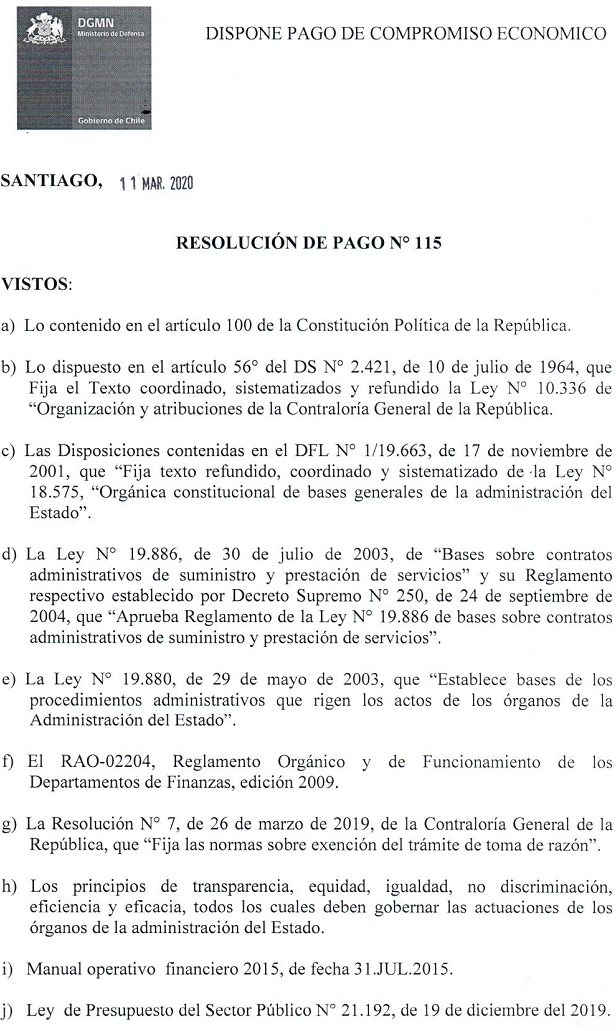 DGMN
Ministerio de Defensa
Gobierno de Chile
DISPONE PAGO DE COMPROMISO ECONOMICO
SANTIAGO, 11 MAR. 2020
RESOLUCIÓN DE PAGO N° 115
VISTOS:
a) Lo contenido en el artículo 100 de la Constitución Política de la República.
b) Lo dispuesto en el artículo 56° del DS N° 2.421, de 10 de julio de 1964, que
Fija el Texto coordinado, sistematizados y refundido la Ley N° 10.336 de
“Organización y atribuciones de la Contraloría General de la República.
c) Las Disposiciones contenidas en el DFL N° 1/19.663, de 17 de noviembre de
2001, que “Fija texto refundido, coordinado y sistematizado de la Ley N°
18.575, “Orgánica constitucional de bases generales de la administración del
Estado”.
d) La Ley N° 19.886, de 30 de julio de 2003, de “Bases sobre contratos
administrativos de suministro y prestación de servicios” y su Reglamento
respectivo establecido por Decreto Supremo N° 250, de 24 de septiembre de
2004, que “Aprueba Reglamento de la Ley N° 19.886 de bases sobre contratos
administrativos de suministro y prestación de servicios”.
e) La Ley N° 19.880, de 29 de mayo de 2003, que “Establece bases de los
procedimientos administrativos que rigen los actos de los órganos de la
Administración del Estado”.
f) El RAO-02204, Reglamento Orgánico y de Funcionamiento de los
Departamentos de Finanzas, edición 2009.
g) La Resolución N° 7, de 26 de marzo de 2019, de la Contraloría General de la
República, que “Fija las normas sobre exención del trámite de toma de razón”.
h) Los principios de transparencia, equidad, igualdad, no discriminación,
eficiencia y eficacia, todos los cuales deben gobernar las actuaciones de los
órganos de la administración del Estado.
i) Manual operativo financiero 2015, de fecha 31.JUL.2015.
j) Ley de Presupuesto del Sector Público N° 21.192, de 19 de diciembre del 2019.